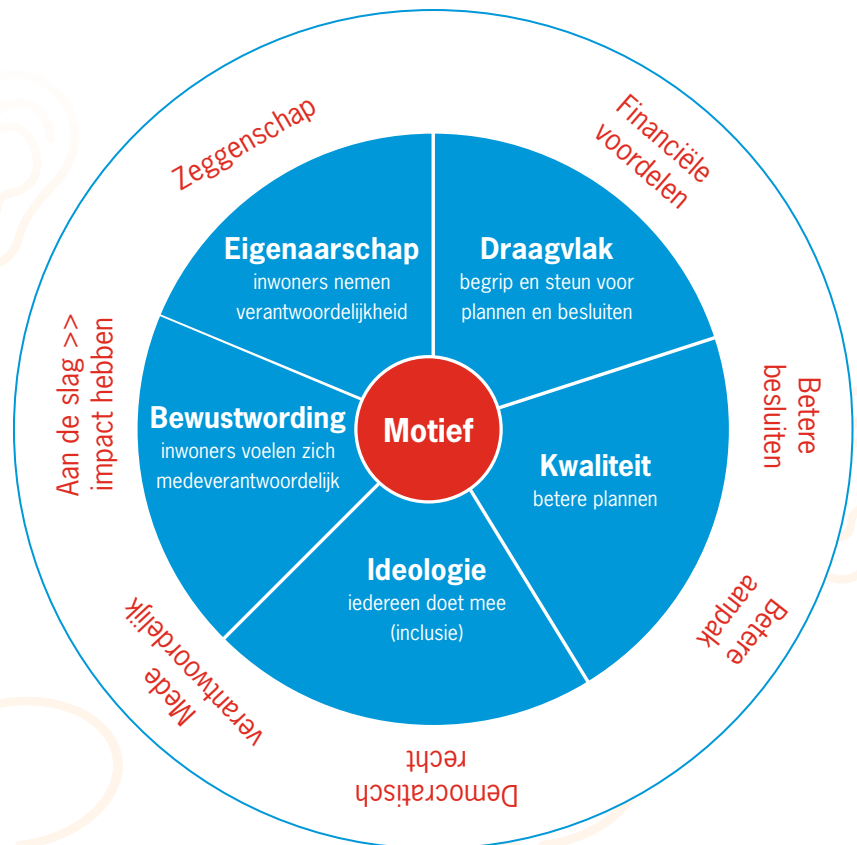 Zeggenschap
Financiële
voordelen
Eigenaarschap
inwoners nemen
verantwoordelijkheid
Draagvlak
begrip en steun voor
plannen en besluiten
Aan de slag >>
impact hebben
Bewustwording
inwoners voelen zich
medeverantwoordelijk
Motief
Kwaliteit
betere plannen
Betere
besluiten
Ideologie
iedereen doet mee
(inclusie)
Betere
aanpak
Mede
verantwoordelijk
Democratisch
recht